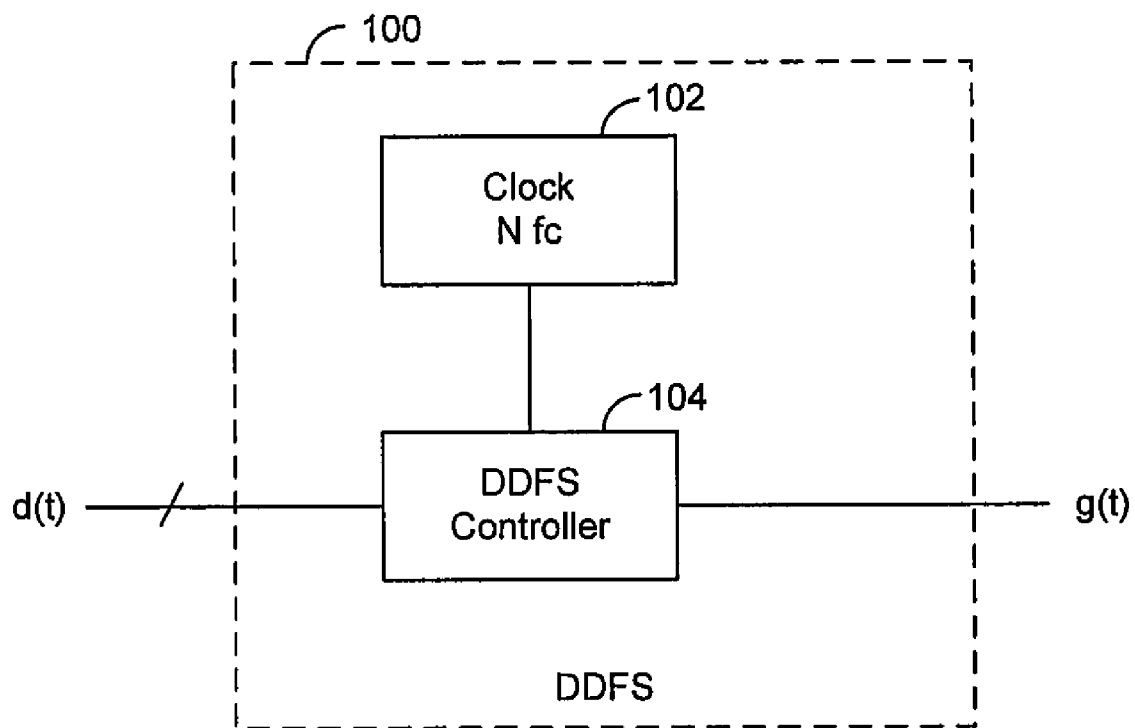 100
102
Clock
N fc
104
DDFS
Controller
d(t)
g(t)
DDFS